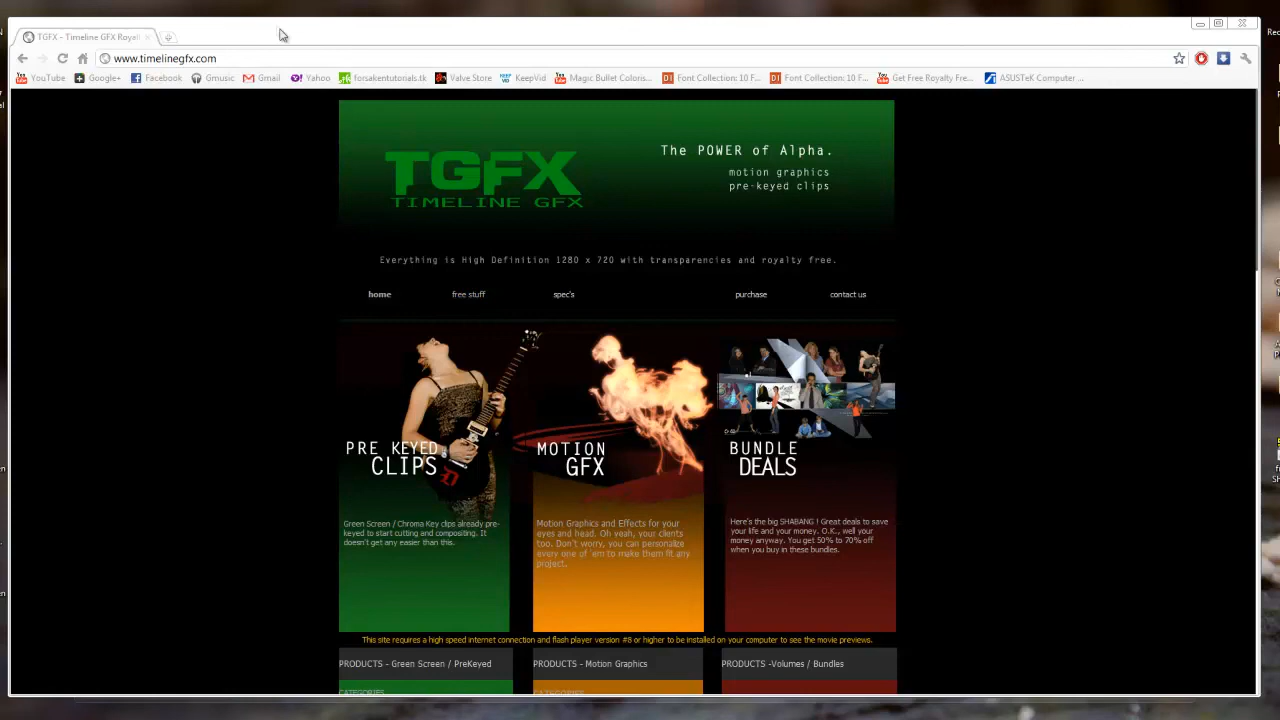 TGFX - Timeline GFX Royal
www.timelinegfx.com
YouTube Google+ Facebook Gmusic Gmail Yahoo forsakentutorials.tk Valve Store KeepVid Magic Bullet Coloris... Font Collection: 10 F... Font Collection: 10 F... Get Free Royalty Fre... ASUSTeK Computer ...
TGFX
TIMELINE GFX
The POWER of Alpha.
motion graphics
pre-keyed clips
Everything is High Definition 1280 x 720 with transparencies and royalty free.
home free stuff spec's purchase contact us
PRE KEYED
CLIPS
Green Screen / Chroma Key clips already pre-
keyed to start cutting and compositing. It
doesn't get any easier than this.
MOTION
GFX
Motion Graphics and Effects for your
eyes and head. Oh yeah, your clients
too. Don't worry, you can personalize
every one of 'em to make them fit any
project.
BUNDLE
DEALS
Here's the big SHABANG ! Great deals to save
your life and your money. O.K., well your
money anyway. You get 50% to 70% off
when you buy in these bundles.
This site requires a high speed internet connection and flash player version #8 or higher to be installed on your computer to see the movie previews.
PRODUCTS - Green Screen / PreKeyed
PRODUCTS - Motion Graphics
PRODUCTS -Volumes / Bundles
CATEGORIES
CATEGORIES